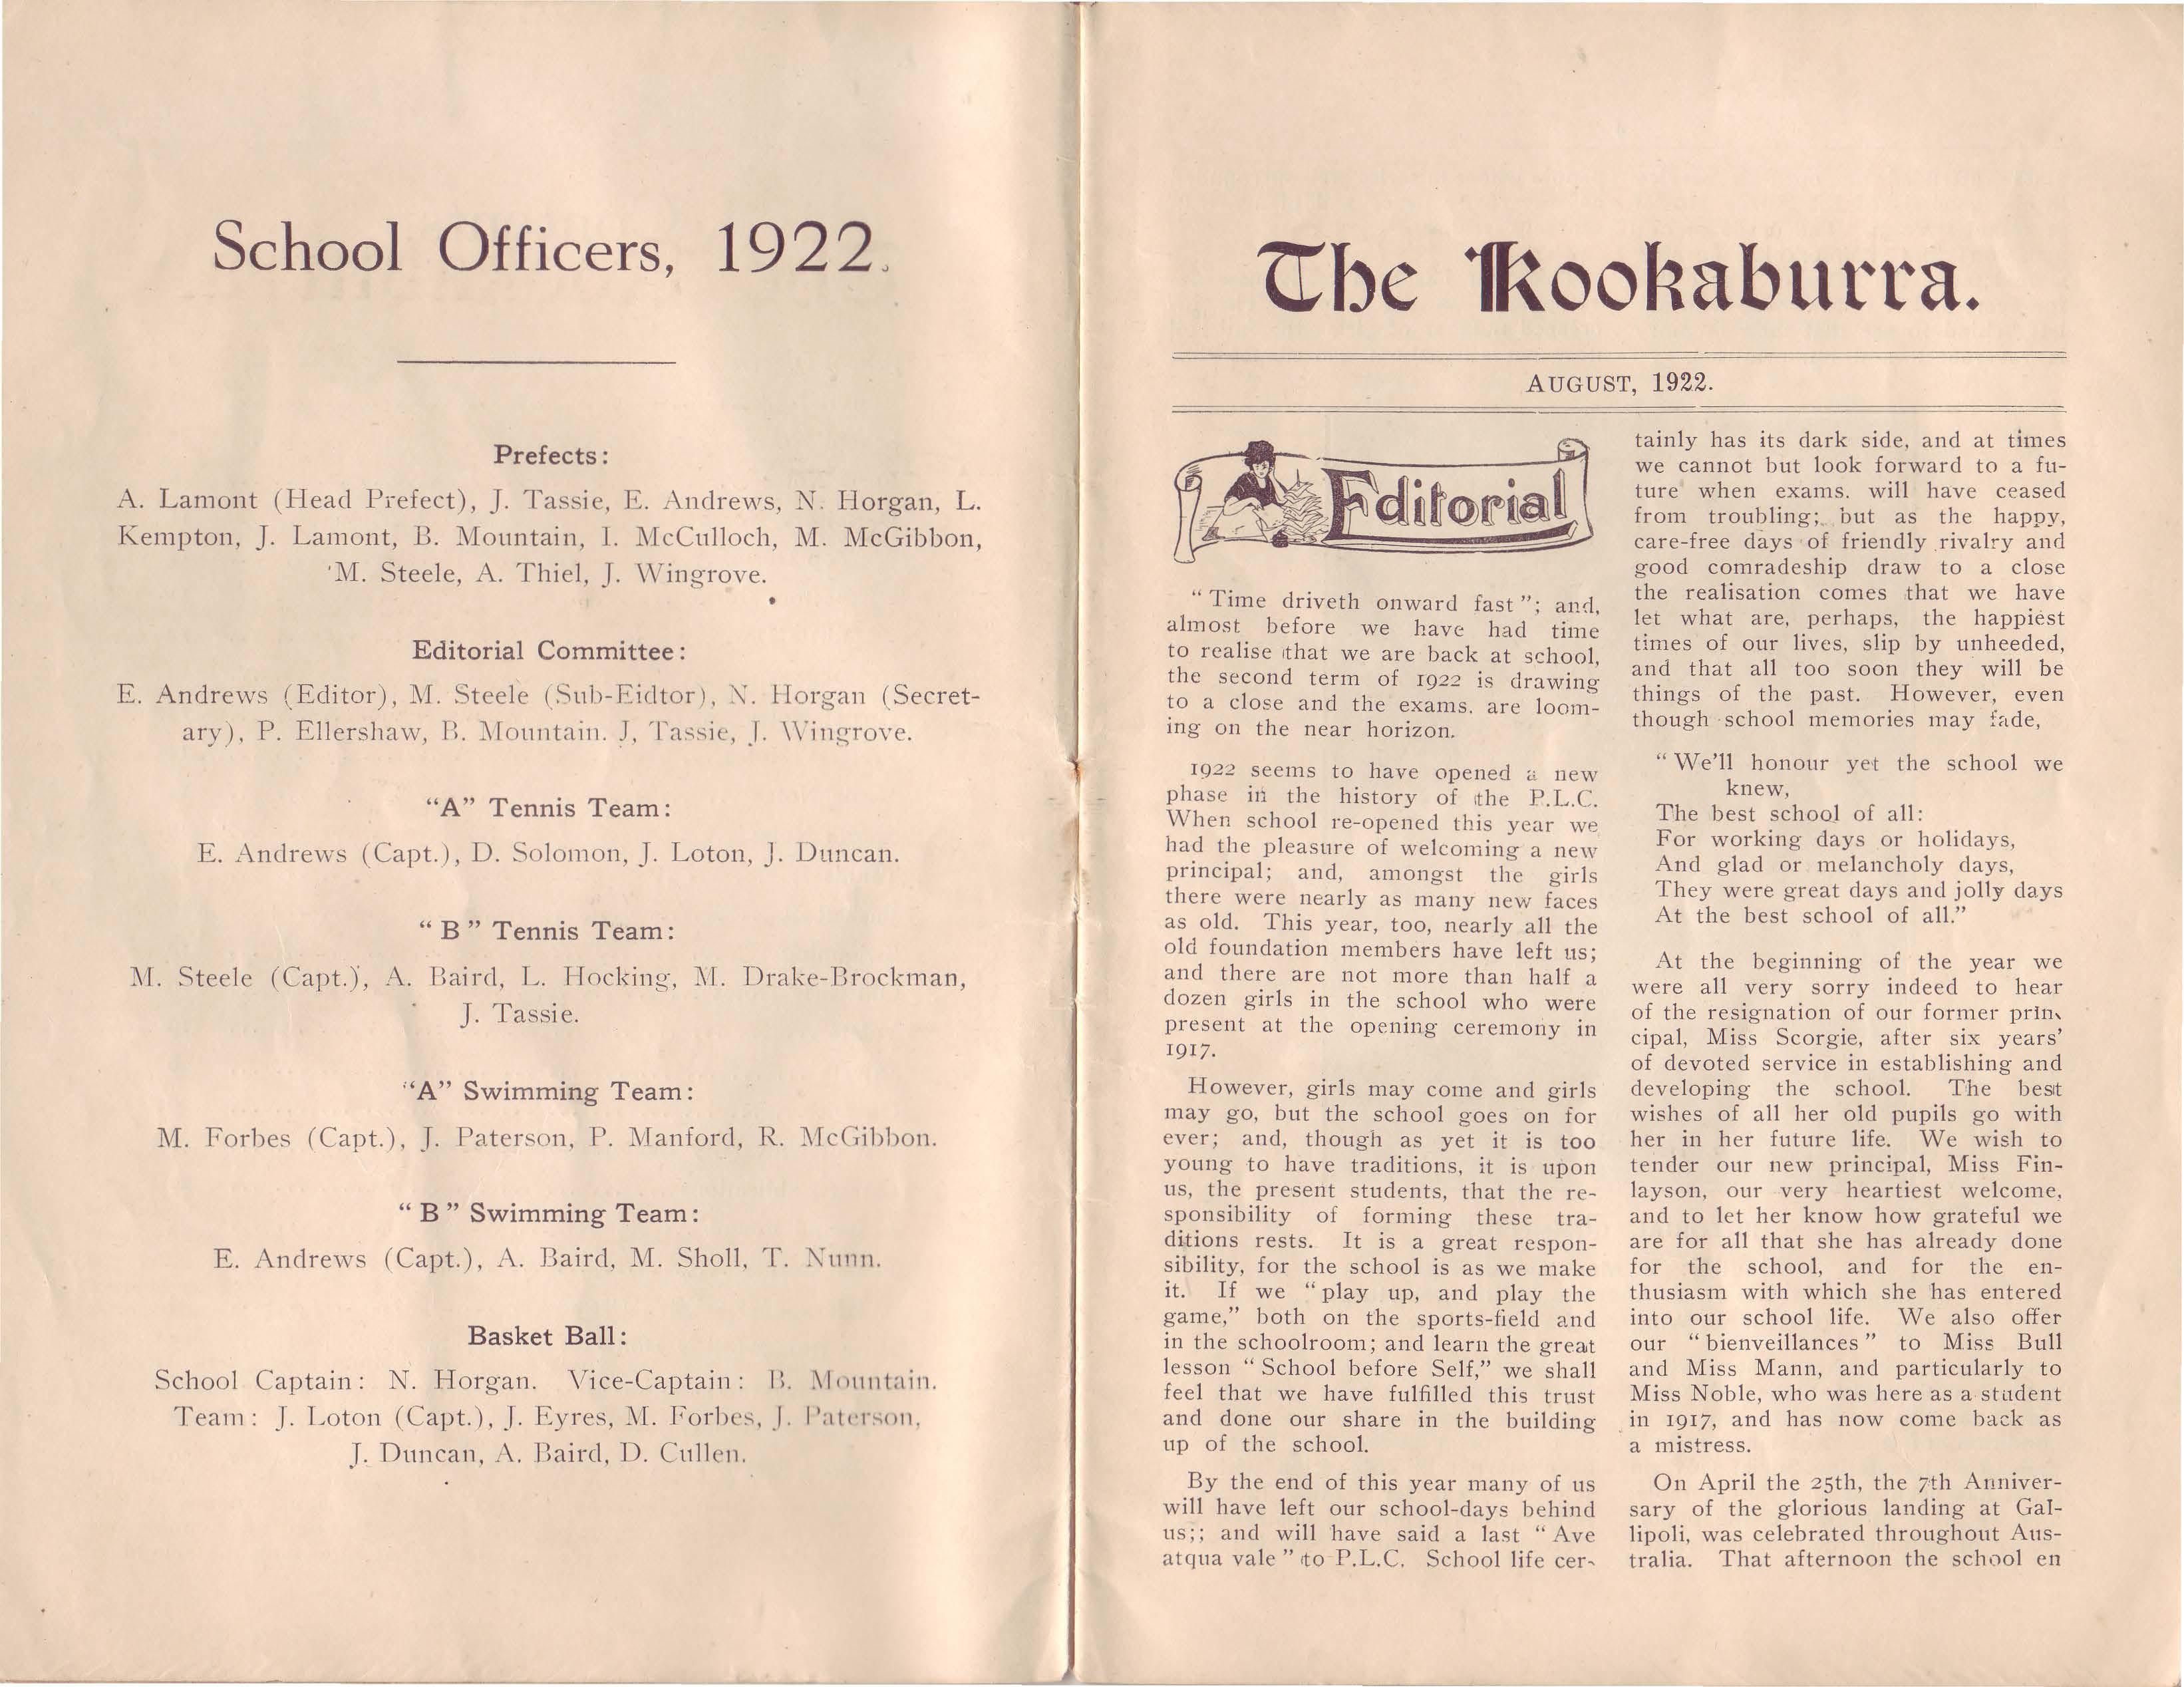 School Officers, 1922.
Prefects:
A. Lamont (Head Prefect), J. Tassie, E. Andrews, N. Horgan, L.
Kempton, J. Lamont, B. Mountain, I. McCulloch, M. McGibbon,
M. Steele, A. Thiel, J. Wingrove.
Editorial Committee:
E. Andrews (Editor), M. Steele (Sub-Eidtor), N. Horgan (Secret-
ary), P. Ellershaw, B. Mountain. J, Tassie, J. Wingrove.
"A" Tennis Team:
E. Andrews (Capt.), D. Solomon, J. Loton, J. Duncan.
"B" Tennis Team:
M. Steele (Capt.), A. Baird, L. Hocking, M. Drake-Brockman,
J. Tassie.
"A" Swimming Team:
M. Forbes (Capt.), J. Paterson, P. Manford, R. McGibbon.
"B" Swimming Team:
E. Andrews (Capt.), A. Baird, M. Sholl, T. Nunn.
Basket Ball:
School Captain: N. Horgan. Vice-Captain: B. Mountain.
Team: J. Loton (Capt.), J. Eyres, M. Forbes, J. Paterson,
J. Duncan, A. Baird, D. Cullen.
The Kookaburra.
AUGUST, 1922.
Editorial
"Time driveth onward fast"; and,
almost before we have had time
to realise that we are back at school,
the second term of 1922 is drawing
to a close and the exams. are loom-
ing on the near horizon.
1922 seems to have opened a new
phase in the history of the P.L.C.
When school re-opened this year we
had the pleasure of welcoming a new
principal; and, amongst the girls
there were nearly as many new faces
as old. This year, too, nearly all the
old foundation members have left us;
and there are not more than half a
dozen girls in the school who were
present at the opening ceremony in
1917.
However, girls may come and girls
may go, but the school goes on for
ever; and, though as yet it is too
young to have traditions, it is upon
us, the present students, that the re-
sponsibility of forming these tra-
ditions rests. It is a great respon-
sibility, for the school is as we make
it. If we "play up, and play the
game," both on the sports-field and
in the schoolroom; and learn the great
lesson "School before Self," we shall
feel that we have fulfilled this trust
and done our share in the building
up of the school.
By the end of this year many of us
will have left our school-days behind
us;; and will have said a last "Ave
atqua vale" to P.L.C. School life cer-
tainly has its dark side, and at times
we cannot but look forward to a fu-
ture when exams. will have ceased
from troubling; but as the happy,
care-free days of friendly rivalry and
good comradeship draw to a close
the realisation comes that we have
let what are, perhaps, the happiest
times of our lives, slip by unheeded,
and that all too soon they will be
things of the past. However, even
though school memories may fade,
"We'll honour yet the school we
knew,
The best school of all:
For working days or holidays,
And glad or melancholy days,
They were great days and jolly days
At the best school of all."
At the beginning of the year we
were all very sorry indeed to hear
of the resignation of our former prin-
cipal, Miss Scorgie, after six years'
of devoted service in establishing and
developing the school. The best
wishes of all her old pupils go with
her in her future life. We wish to
tender our new principal, Miss Fin-
layson, our very heartiest welcome,
and to let her know how grateful we
are for all that she has already done
for the school, and for the en-
thusiasm with which she has entered
into our school life. We also offer
our "bienveillances" to Miss Bull
and Miss Mann, and particularly to
Miss Noble, who was here as a student
in 1917, and has now come back as
a mistress.
On April the 25th, the 7th Anniver-
sary of the glorious landing at Gal-
lipoli, was celebrated throughout Aus-
tralia. That afternoon the school en